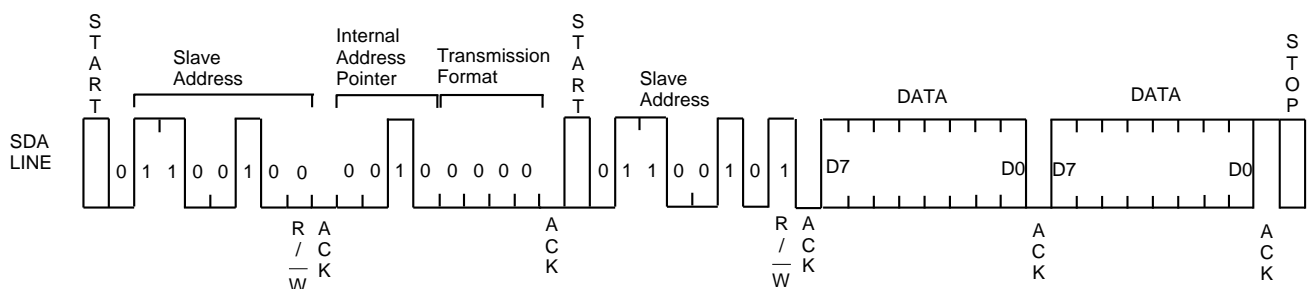 START
Slave
Address
Internal
Address
Pointer
Transmission
Format
START
Slave
Address
DATA
DATA
STOP
SDA
LINE
0 1 1 0 0 1 0 0
0 0 1 0 0 0 0 0
0 1 1 0 0 1 0 1
D7 D0
D7 D0
R/W
ACK
ACK
R/W
ACK
ACK
ACK